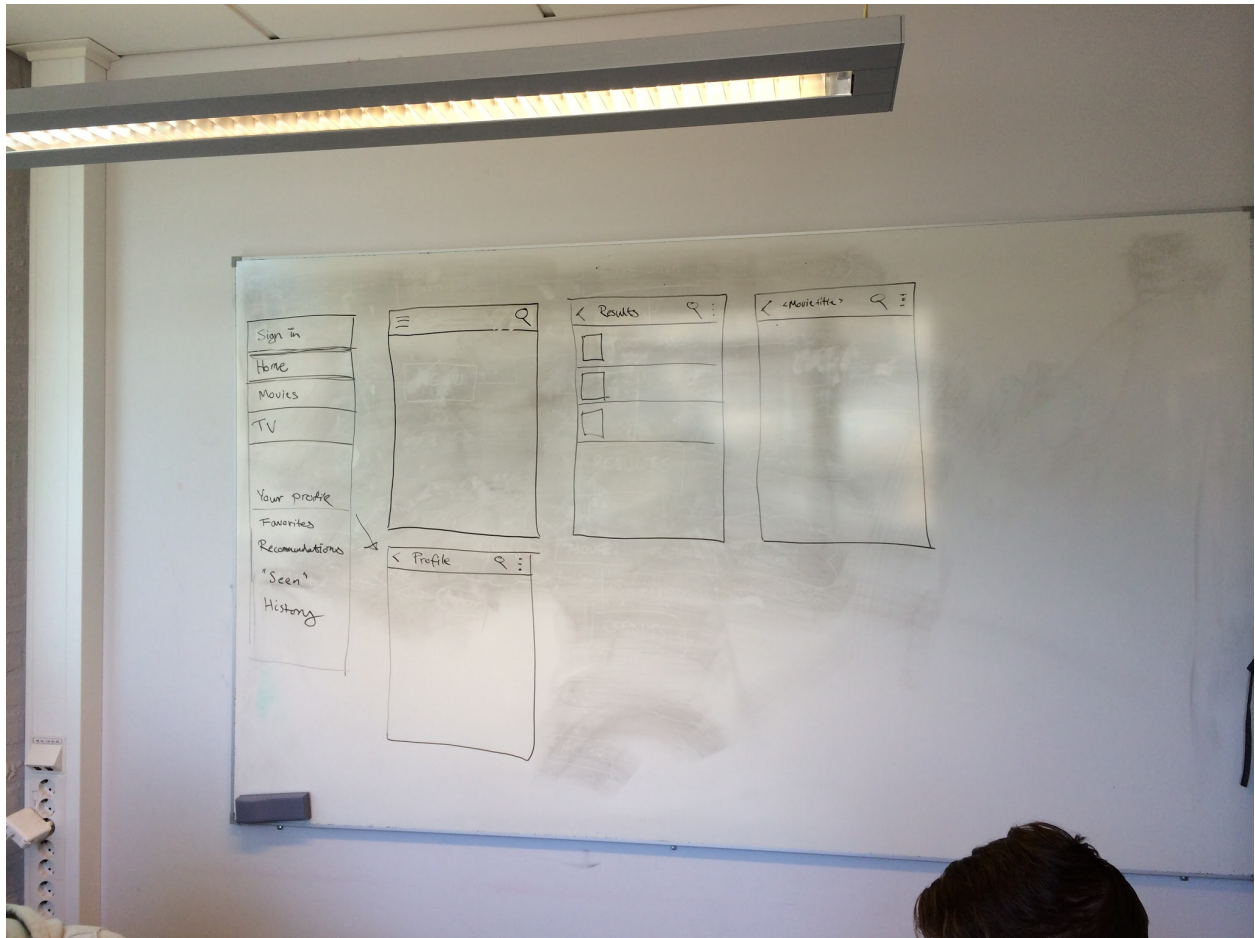 Sign in
Home
Movies
TV
Your profile
Favorites
Recommendations
"Seen"
History
Results
<Movie title>
Profile